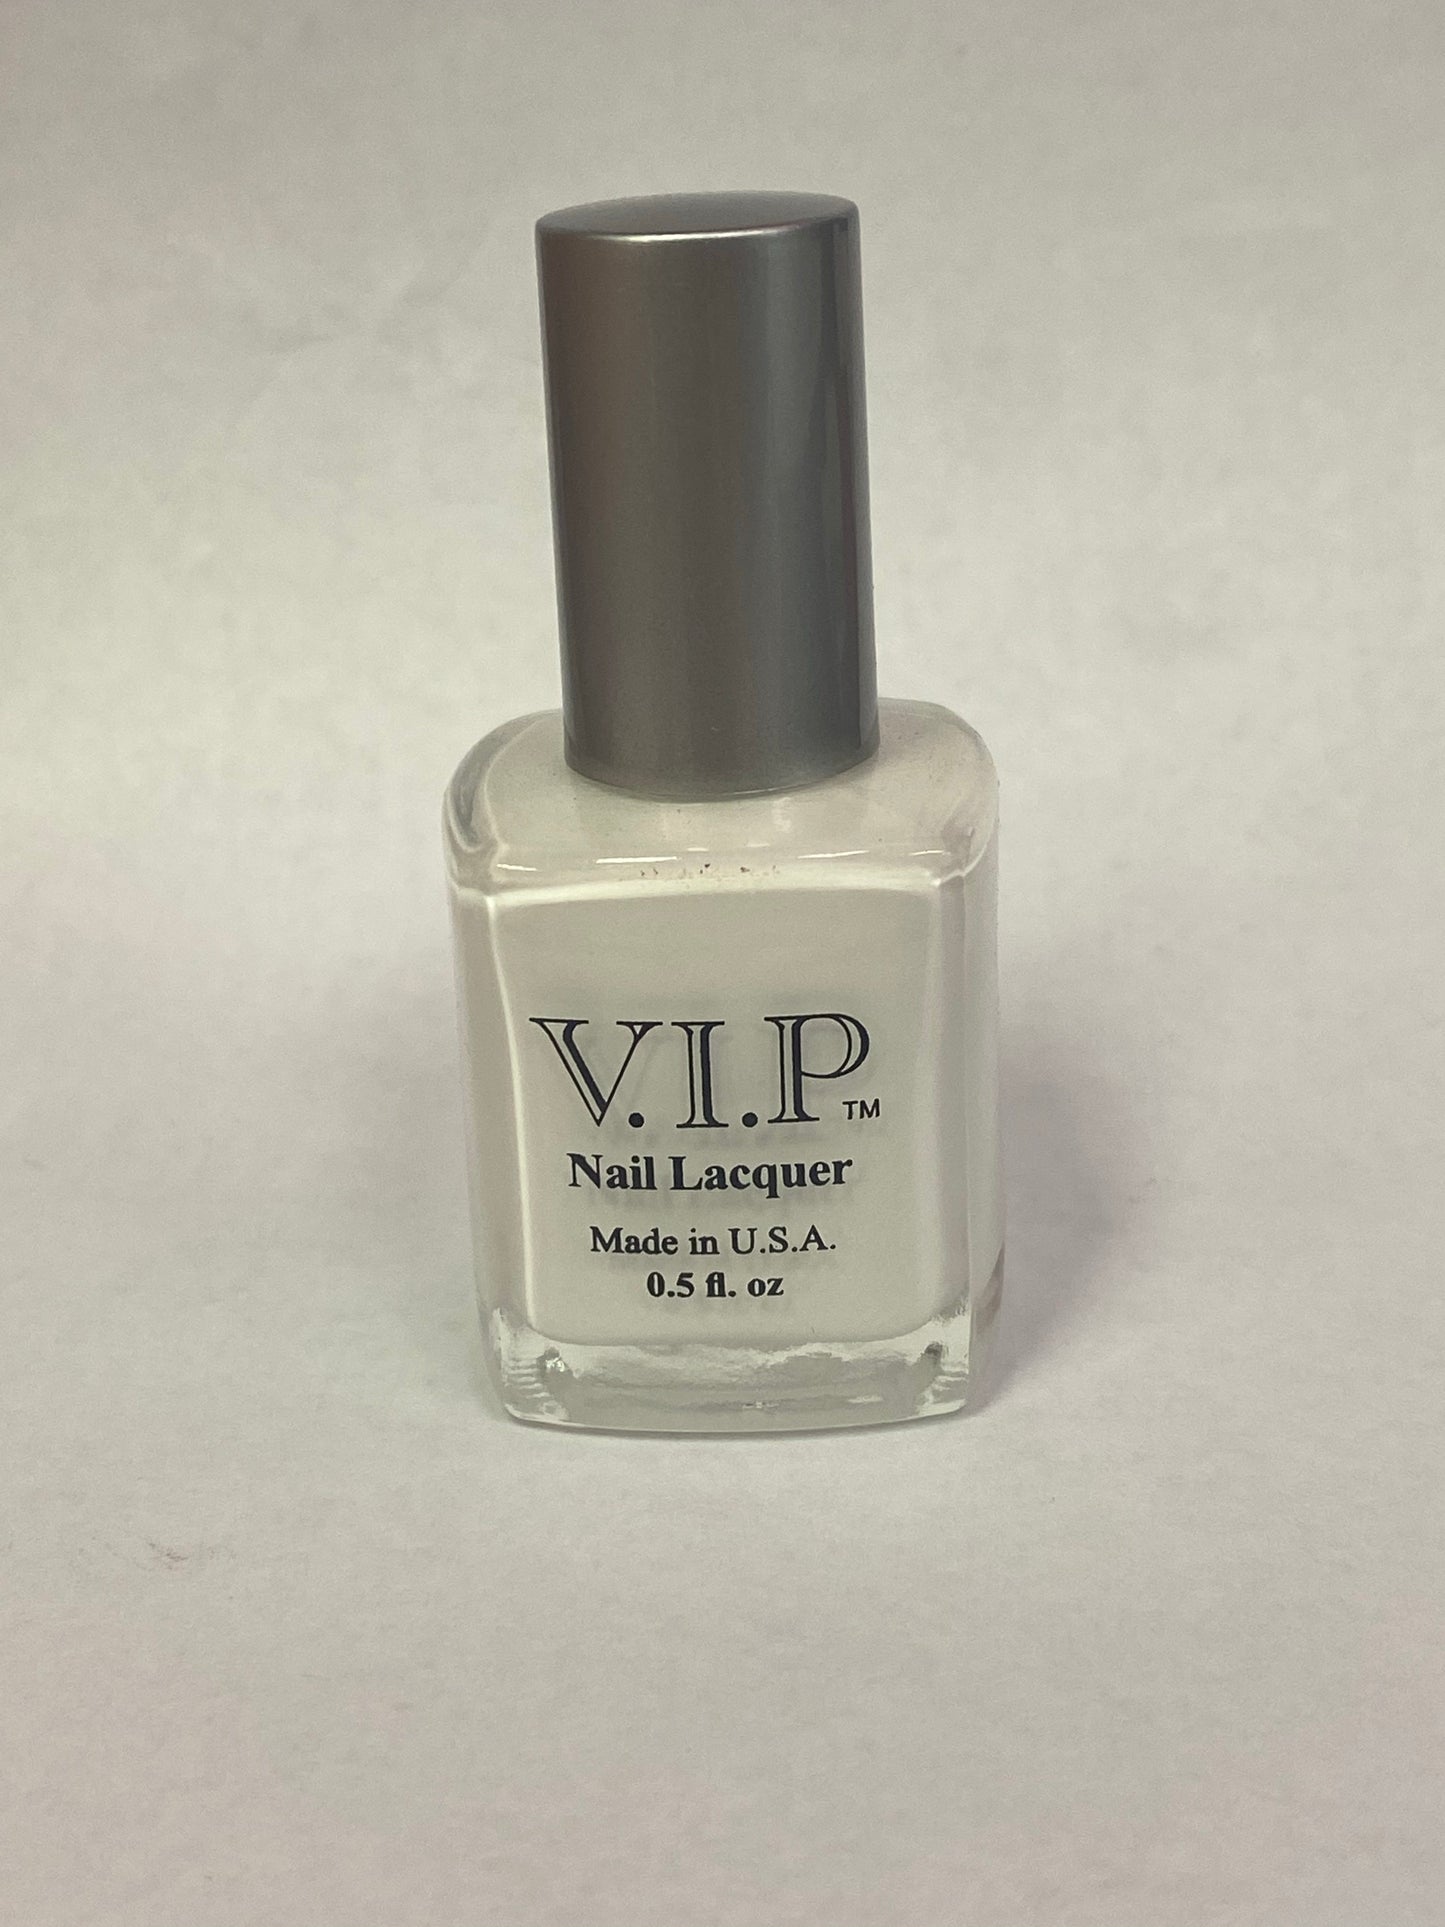 V.I.P™
Nail Lacquer
Made in U.S.A.
0.5 fl. oz